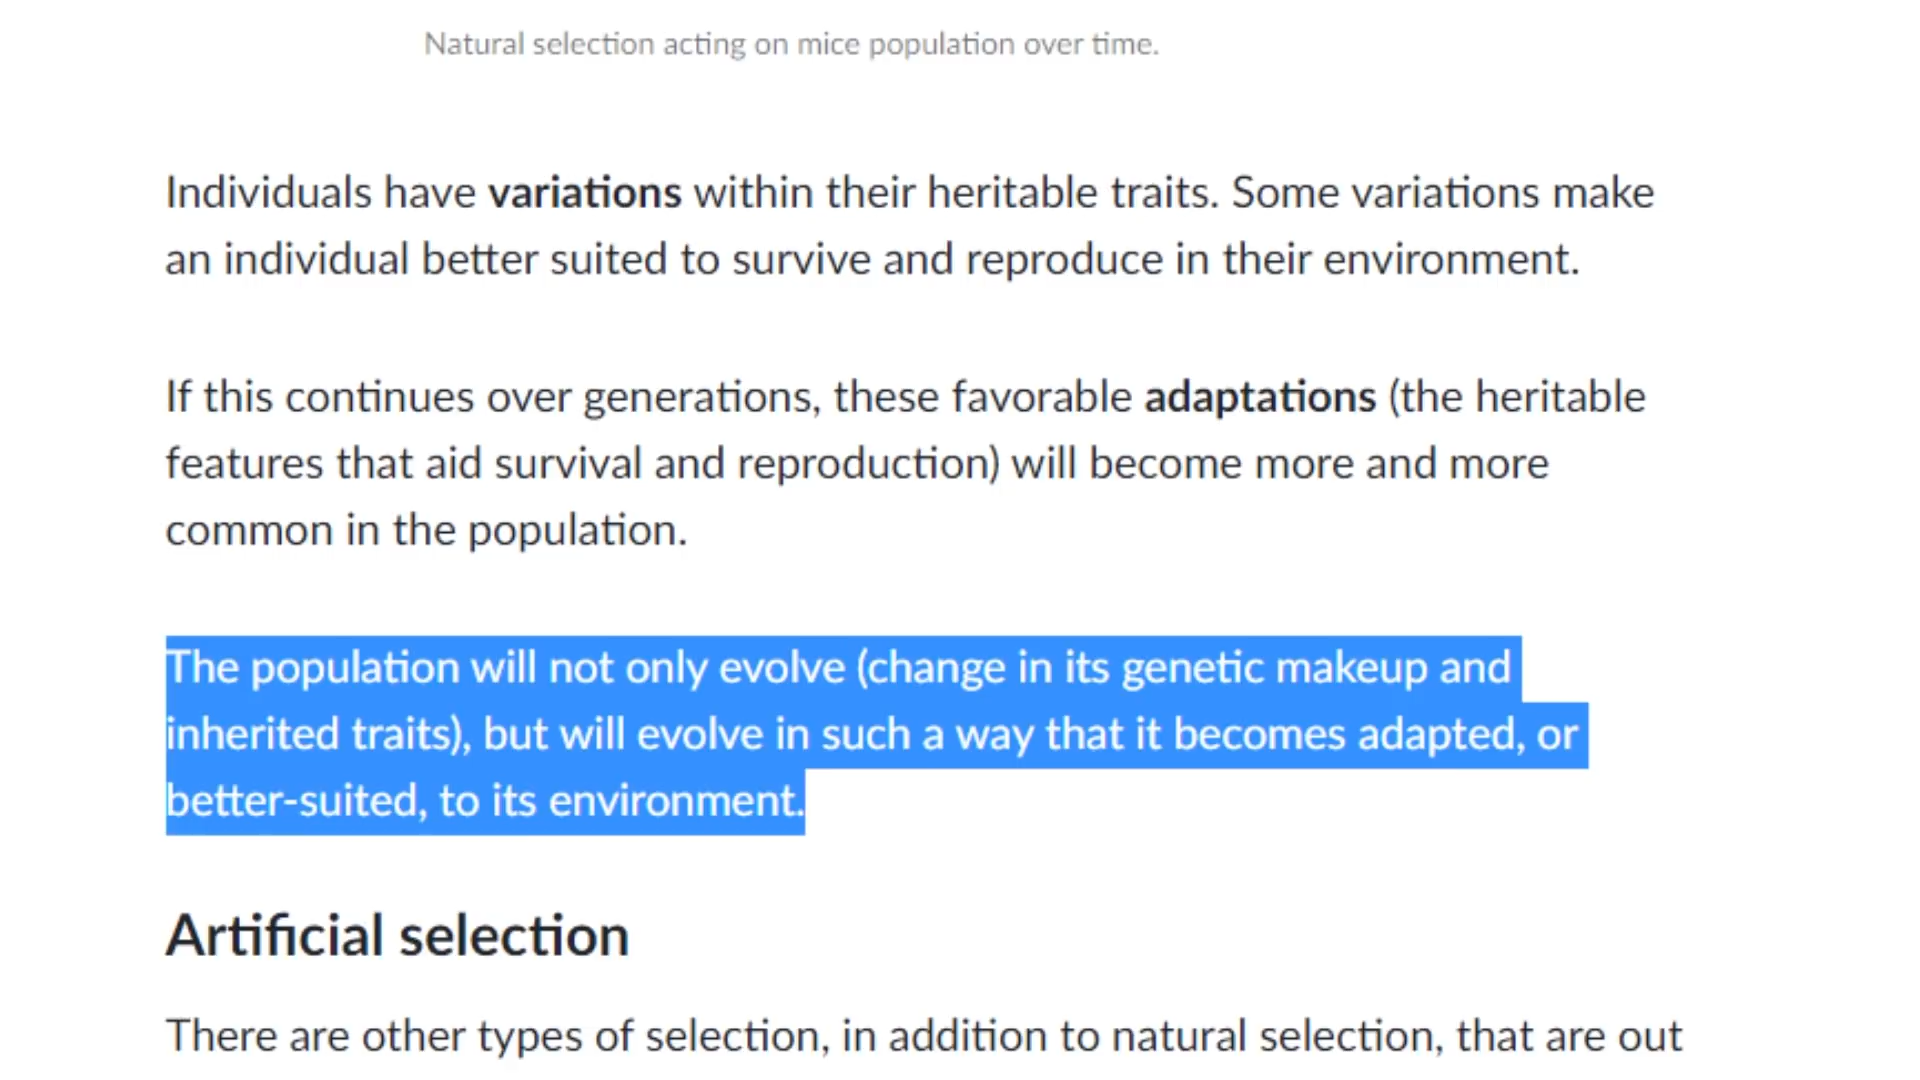 Natural selection acting on mice population over time.
Individuals have variations within their heritable traits. Some variations make
an individual better suited to survive and reproduce in their environment.
If this continues over generations, these favorable adaptations (the heritable
features that aid survival and reproduction) will become more and more
common in the population.
The population will not only evolve (change in its genetic makeup and
inherited traits), but will evolve in such a way that it becomes adapted, or
better-suited, to its environment.
Artificial selection
There are other types of selection, in addition to natural selection, that are out